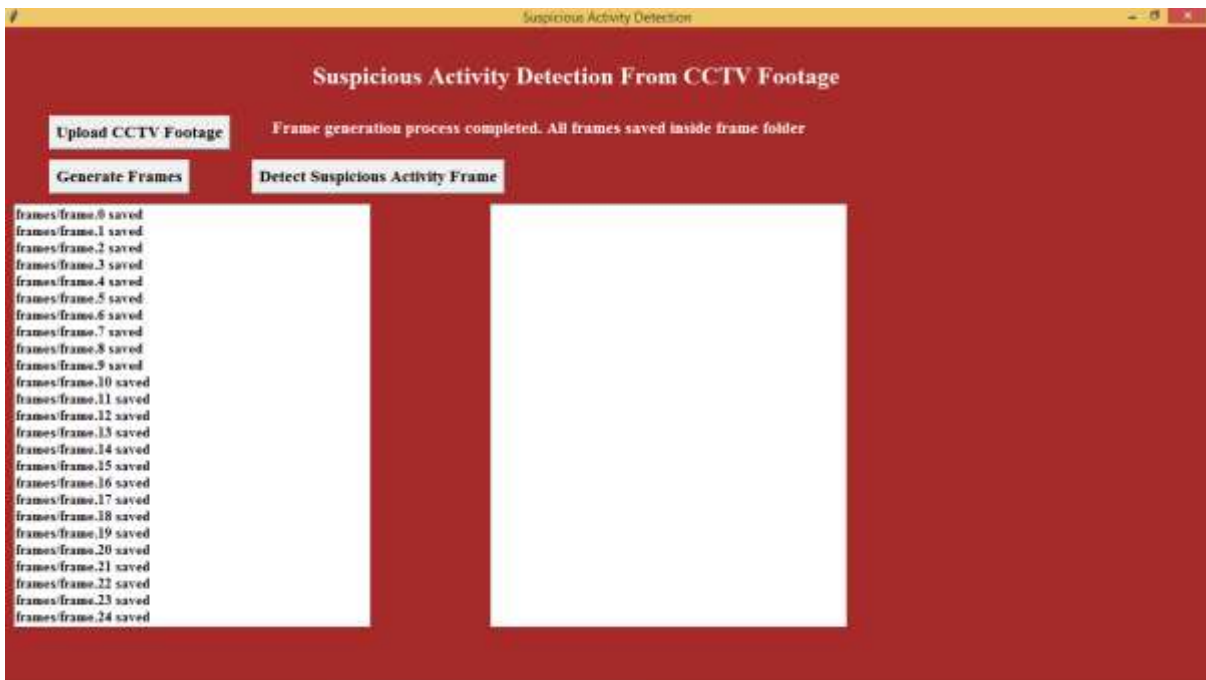 Suspicious Activity Detection
Suspicious Activity Detection From CCTV Footage
Upload CCTV Footage
Frame generation process completed. All frames saved inside frame folder
Generate Frames
Detect Suspicious Activity Frame
frames/frame.0 saved
frames/frame.1 saved
frames/frame.2 saved
frames/frame.3 saved
frames/frame.4 saved
frames/frame.5 saved
frames/frame.6 saved
frames/frame.7 saved
frames/frame.8 saved
frames/frame.9 saved
frames/frame.10 saved
frames/frame.11 saved
frames/frame.12 saved
frames/frame.13 saved
frames/frame.14 saved
frames/frame.15 saved
frames/frame.16 saved
frames/frame.17 saved
frames/frame.18 saved
frames/frame.19 saved
frames/frame.20 saved
frames/frame.21 saved
frames/frame.22 saved
frames/frame.23 saved
frames/frame.24 saved